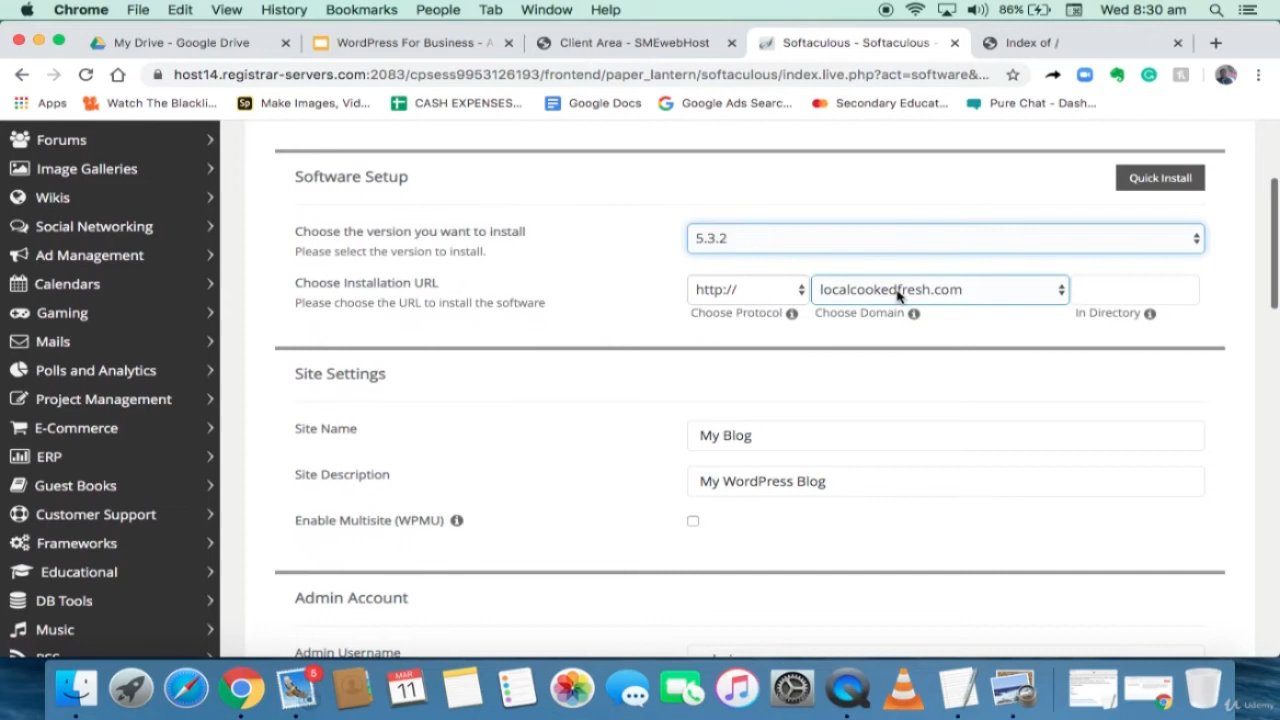 Chrome File Edit View History Bookmarks People Tab Window Help 86% Wed 8:30 am
My Drive - Google Drive WordPress For Business - A Client Area - SMEwebHost Softaculous - Softaculous - Index of /
host14.registrar-servers.com:2083/cpsess9953126193/frontend/paper_lantern/softaculous/index.live.php?act=software&...
Apps Watch The Blackli... Sp Make Images, Vid... CASH EXPENSES... Google Docs Google Ads Searc... Secondary Educat... Pure Chat - Dash...
Forums
Image Galleries
Wikis
Social Networking
Ad Management
Calendars
Gaming
Mails
Polls and Analytics
Project Management
E-Commerce
ERP
Guest Books
Customer Support
Frameworks
Educational
DB Tools
Music
Software Setup Quick Install
Choose the version you want to install
Please select the version to install.
5.3.2
Choose Installation URL
Please choose the URL to install the software
http:// localcookedfresh.com
Choose Protocol Choose Domain In Directory
Site Settings
Site Name My Blog
Site Description My WordPress Blog
Enable Multisite (WPMU)
Admin Account
Admin Username
5
MAR
11
Udemy